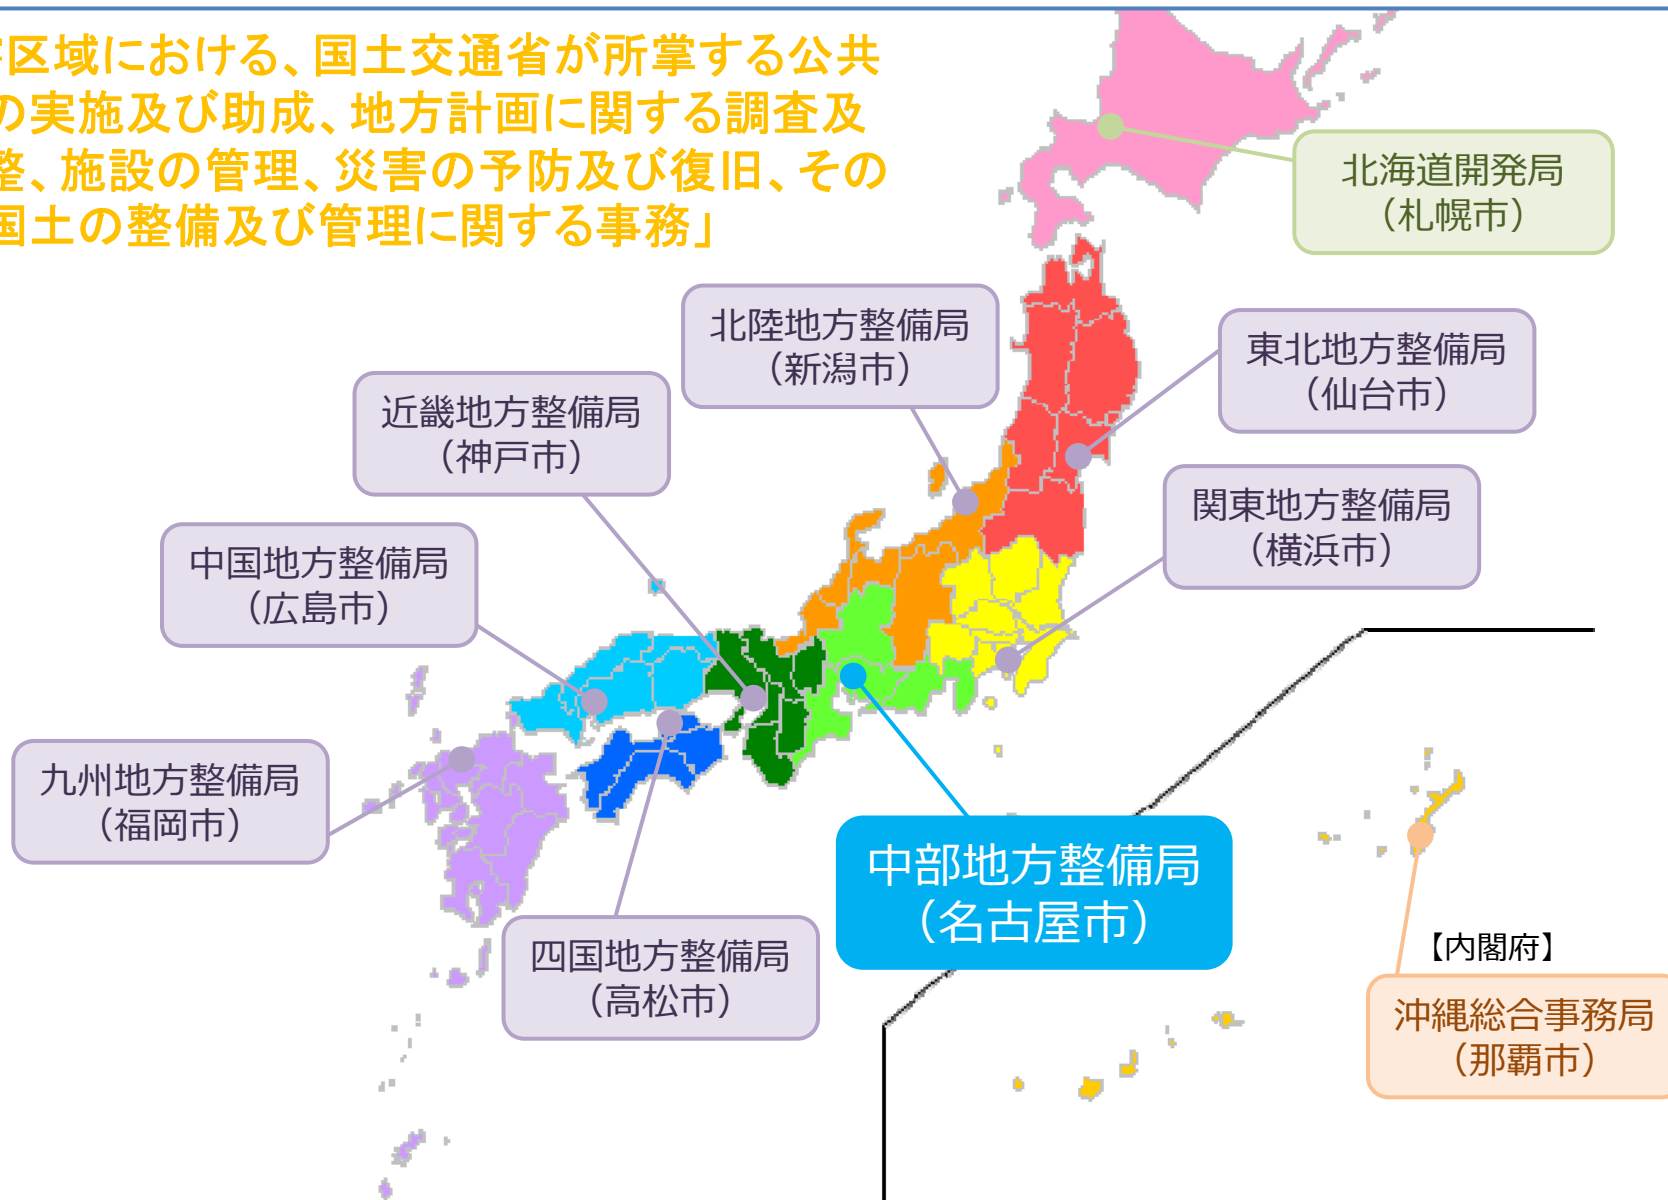 区域における、国土交通省が所掌する公共
の実施及び助成、地方計画に関する調査及
整、施設の管理、災害の予防及び復旧、その
国土の整備及び管理に関する事務」
北海道開発局
（札幌市）
北陸地方整備局
（新潟市）
東北地方整備局
（仙台市）
近畿地方整備局
（神戸市）
関東地方整備局
（横浜市）
中国地方整備局
（広島市）
九州地方整備局
（福岡市）
中部地方整備局
（名古屋市）
四国地方整備局
（高松市）
【内閣府】
沖縄総合事務局
（那覇市）